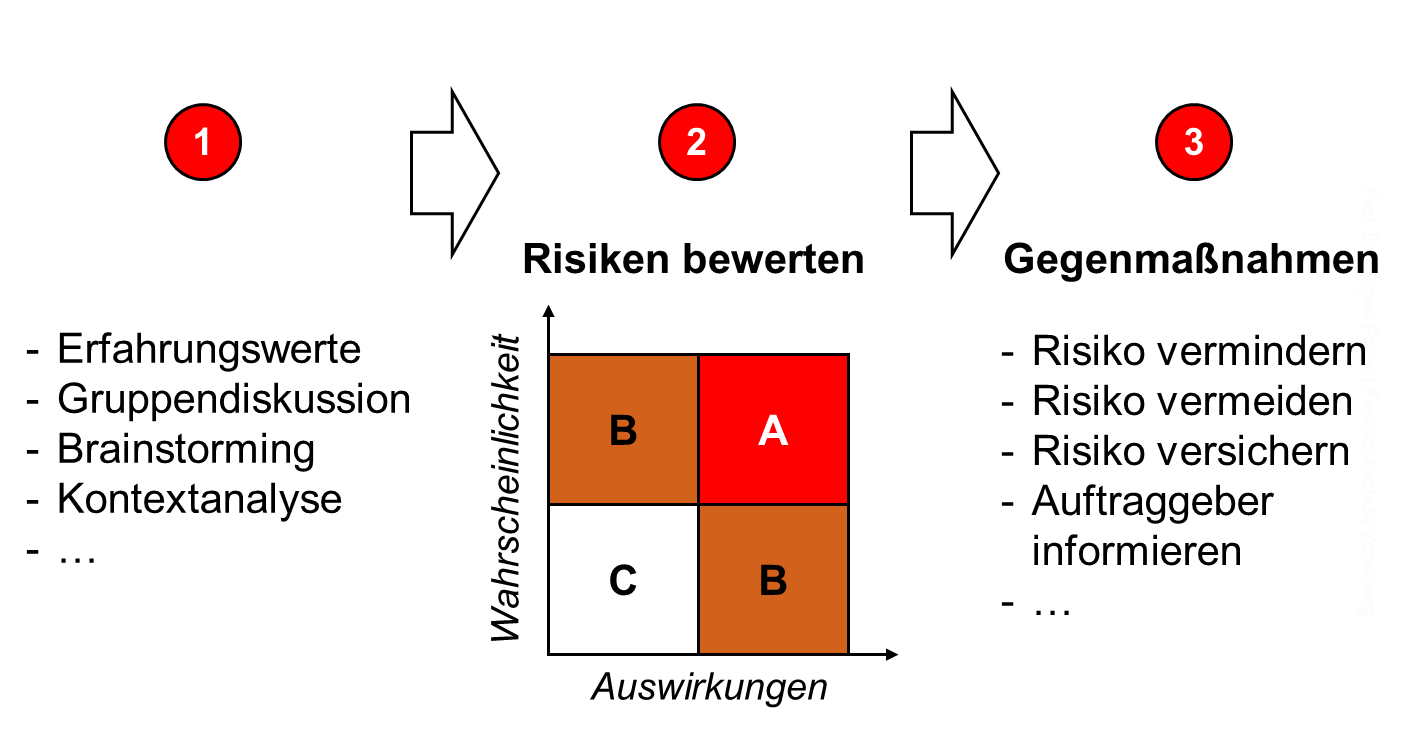 1
2
3
Risiken bewerten
Gegenmaßnahmen
- Erfahrungswerte
- Gruppendiskussion
- Brainstorming
- Kontextanalyse
- …
Wahrscheinlichkeit
B
A
C
B
Auswirkungen
- Risiko vermindern
- Risiko vermeiden
- Risiko versichern
- Auftraggeber
informieren
- …